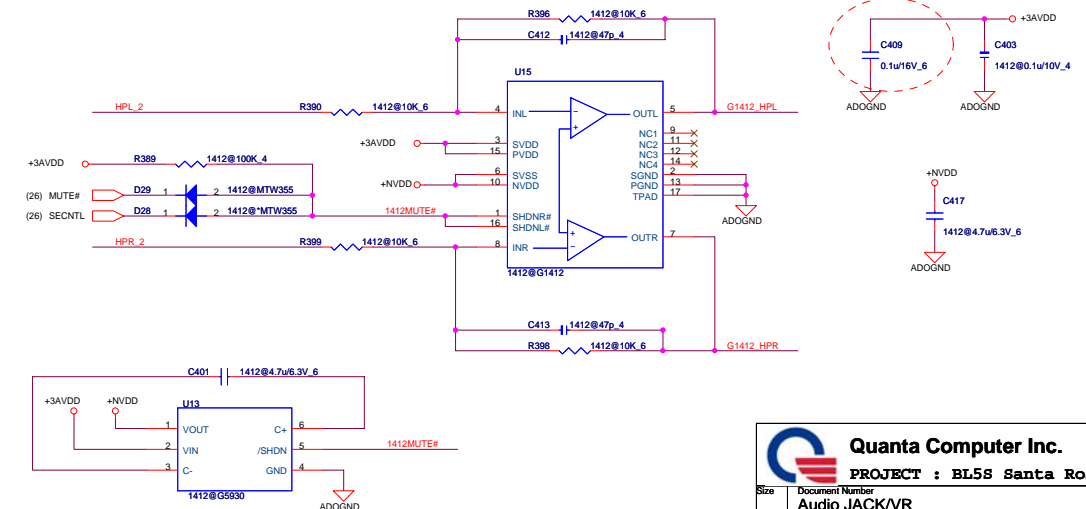 R396 1412@10K_6
C412 1412@47p_4
+3AVDD
C409
0.1u/16V_6
C403
1412@0.1u/10V_4
ADOGND ADOGND
U15
HPL_2 R390 1412@10K_6 4 INL OUTL 5 G1412_HPL
+ −
NC1 9
NC2 11
NC3 12
NC4 14
+3AVDD 3 SVDD
15 PVDD
SGND 2
PGND 13
TPAD 17
+3AVDD R389 1412@100K_4
+NVDD 6 SVSS
10 NVDD
ADOGND
(26) MUTE# D29 1 2 1412@MTW355
(26) SECNTL D28 1 2 1412@*MTW355
1412MUTE# 1 SHDNR#
16 SHDNL#
HPR_2 R399 1412@10K_6 8 INR OUTR 7
+ −
1412@G1412
+NVDD
C417
1412@4.7u/6.3V_6
ADOGND
C413 1412@47p_4
R398 1412@10K_6 G1412_HPR
C401 1412@4.7u/6.3V_6
+3AVDD +NVDD U13
1 VOUT C+ 6
2 VIN /SHDN 5 1412MUTE#
3 C- GND 4
1412@G5930
ADOGND
Quanta Computer Inc.
PROJECT : BL5S Santa Ro
Size Document Number
Audio JACK/VR